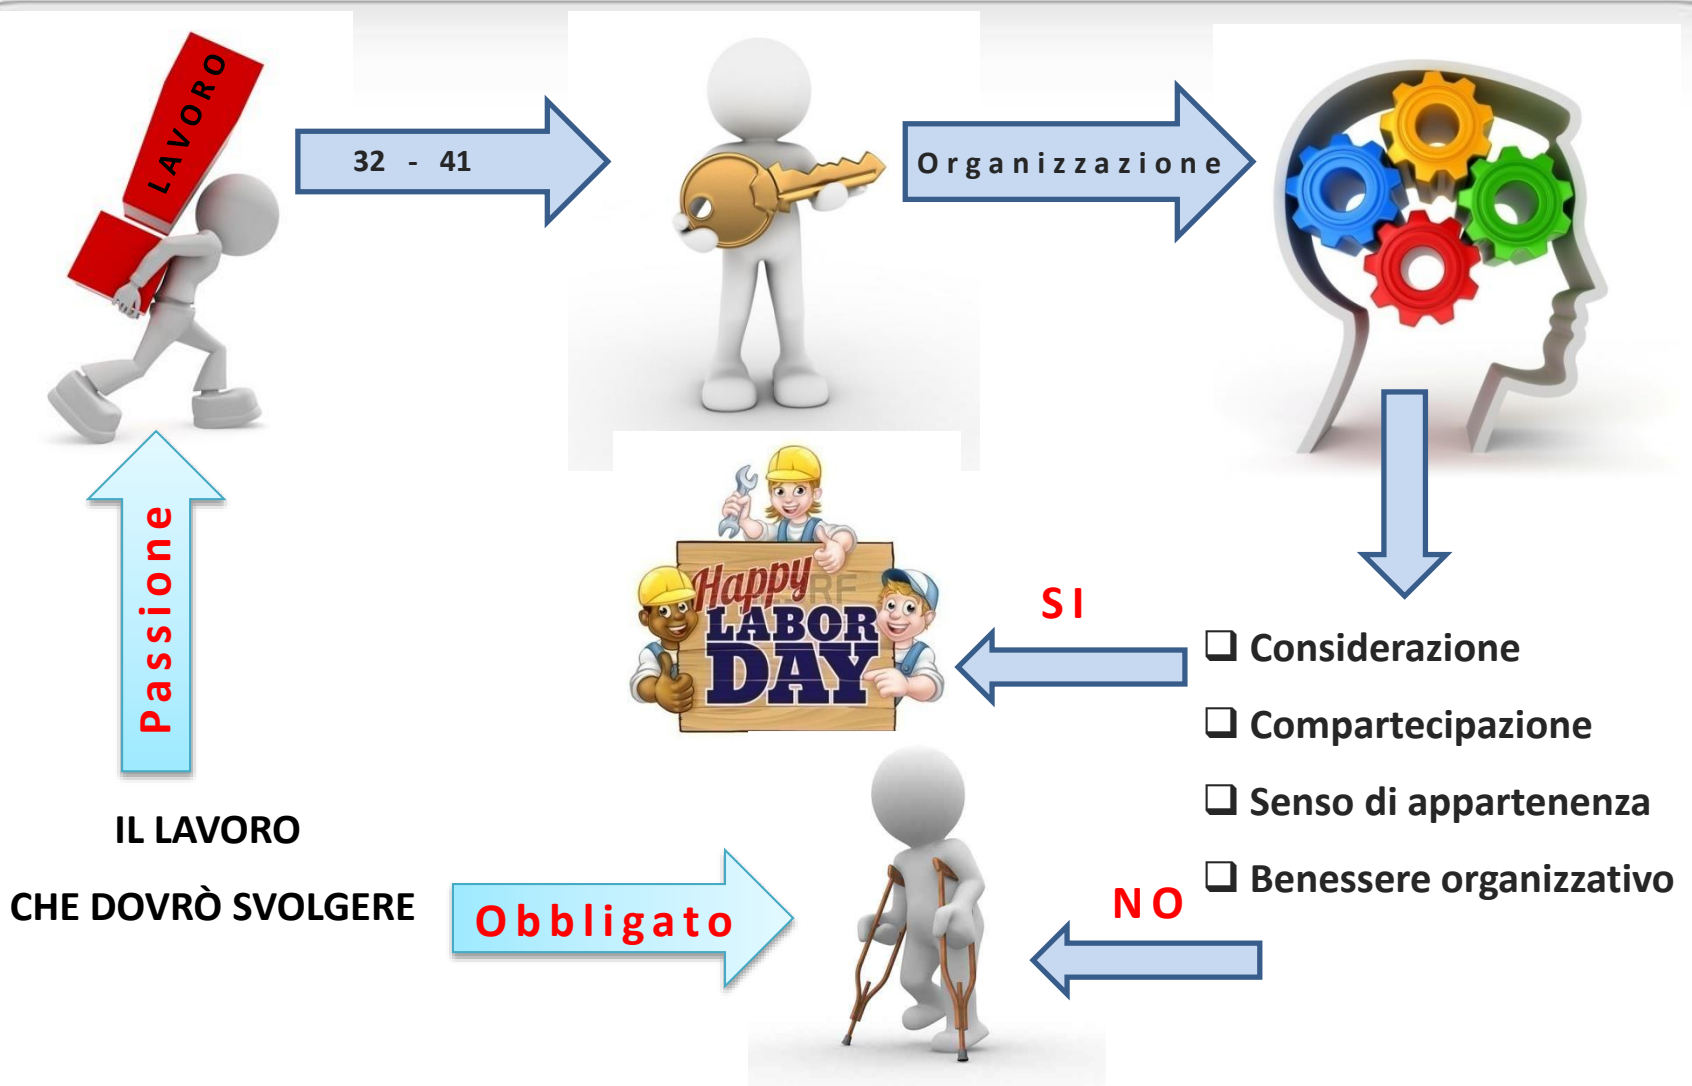 LAVORO
32 - 41
Organizzazione
Passione
Happy
LABOR
DAY
SI
❑ Considerazione
❑ Compartecipazione
❑ Senso di appartenenza
❑ Benessere organizzativo
IL LAVORO
CHE DOVRÒ SVOLGERE
Obbligato
NO